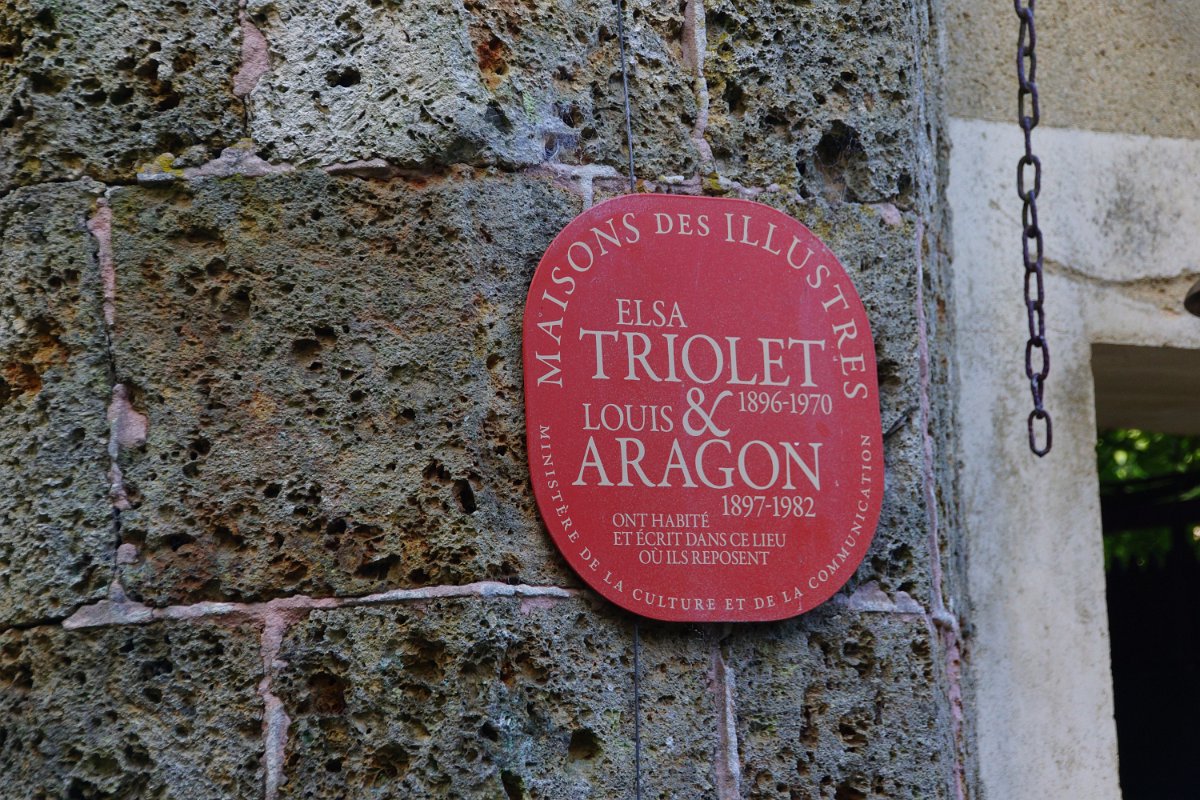 MAISONS DES ILLUSTRES
ELSA
TRIOLET
1896-1970
LOUIS &
ARAGON
1897-1982
ONT HABITÉ
ET ÉCRIT DANS CE LIEU
OÙ ILS REPOSENT
MINISTÈRE DE LA CULTURE ET DE LA COMMUNICATION